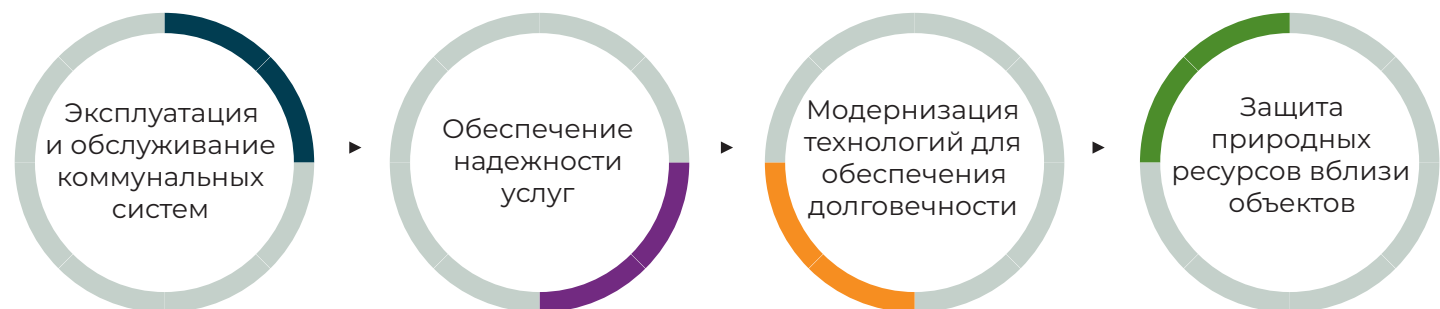 Эксплуатация
и обслуживание
коммунальных
систем
Обеспечение
надежности
услуг
Модернизация
технологий для
обеспечения
долговечности
Защита
природных
ресурсов вблизи
объектов